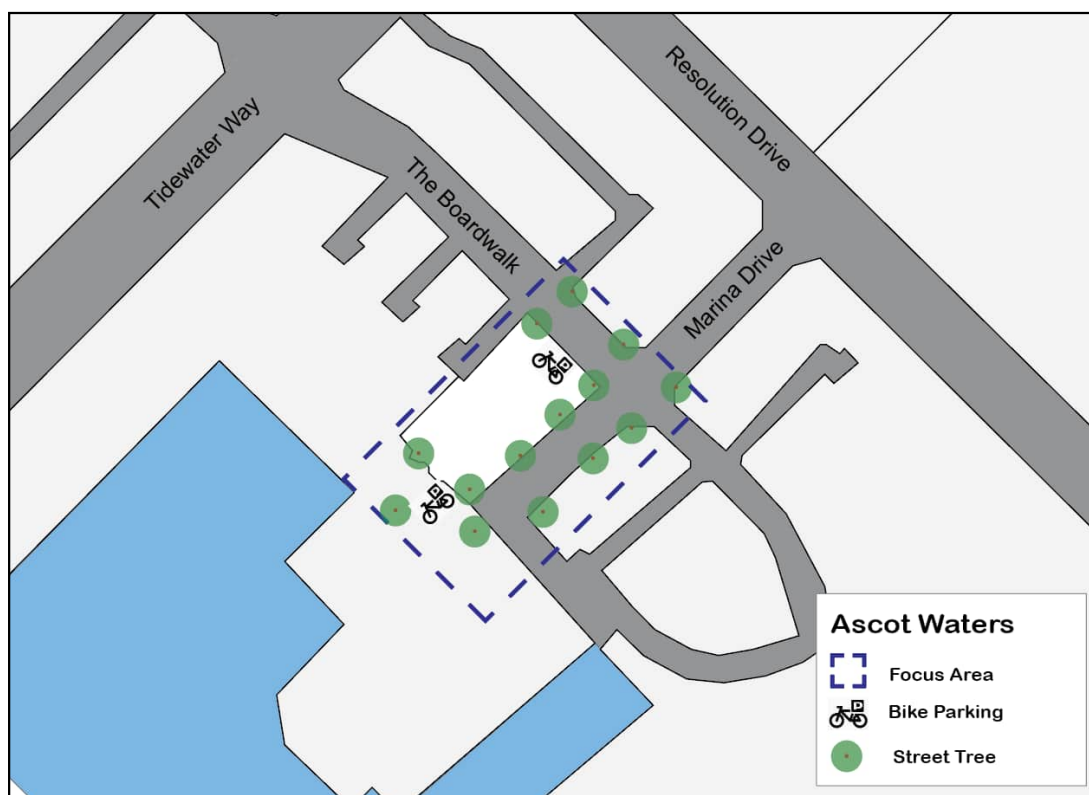 Resolution Drive
Tidewater Way
The Boardwalk
Marina Drive
Ascot Waters
Focus Area
Bike Parking
Street Tree